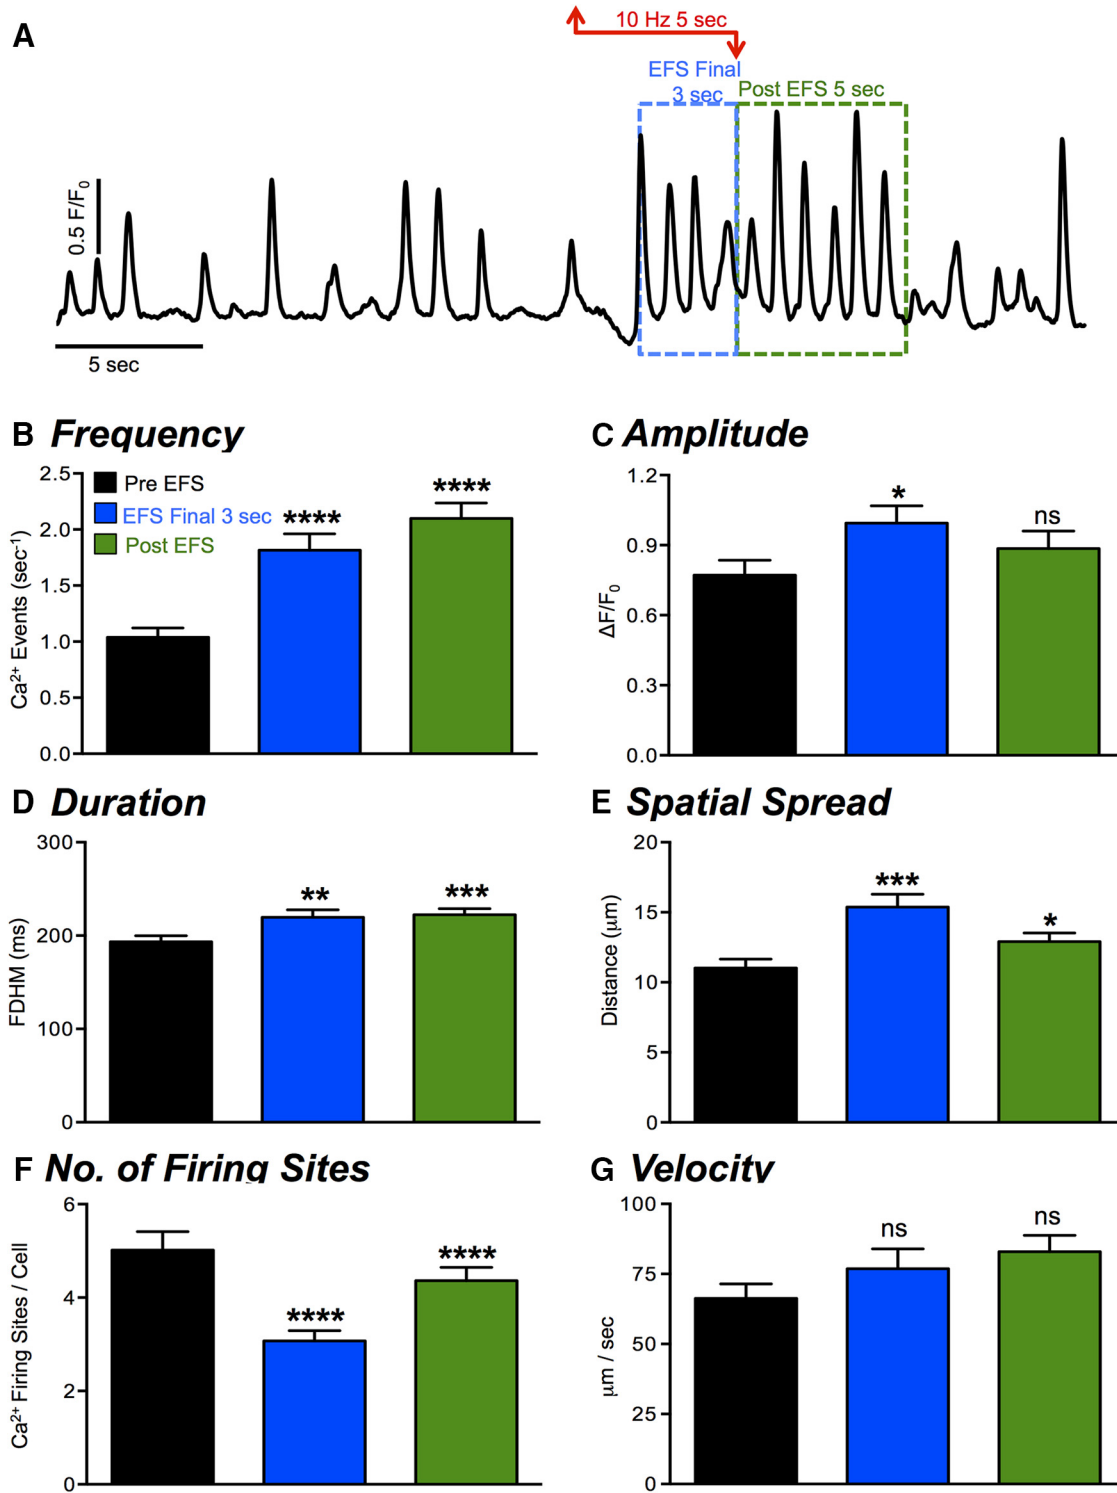 A
10 Hz 5 sec
EFS Final
3 sec
Post EFS 5 sec
0.5 F/F₀
5 sec
B Frequency
2.5
2.0
1.5
1.0
0.5
0.0
Ca²⁺ Events (sec⁻¹)
Pre EFS
EFS Final 3 sec
Post EFS
****
****
C Amplitude
1.2
0.9
0.6
0.3
0.0
ΔF/F₀
*
ns
D Duration
300
200
100
0
FDHM (ms)
**
***
E Spatial Spread
20
15
10
5
0
Distance (μm)
***
*
F No. of Firing Sites
6
4
2
0
Ca²⁺ Firing Sites / Cell
****
****
G Velocity
100
75
50
25
0
μm / sec
ns
ns